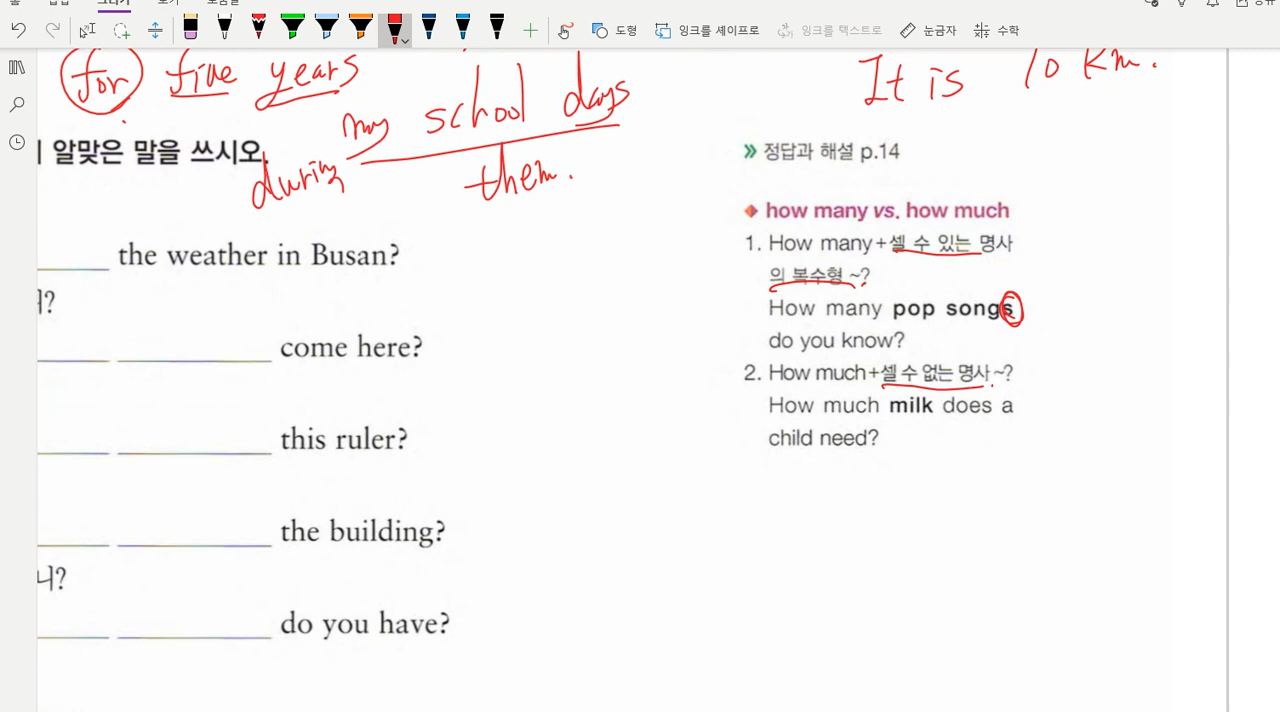 도형
잉크를 셰이프로
잉크를 텍스트로
눈금자
수학
for five years
my school days
It is 10 km.
during
them.
알맞은 말을 쓰시오.
정답과 해설 p.14
how many vs. how much
1. How many+셀 수 있는 명사
의 복수형 ~?
How many pop songs
do you know?
2. How much+셀 수 없는 명사 ~?
How much milk does a
child need?
the weather in Busan?
come here?
this ruler?
the building?
니?
do you have?